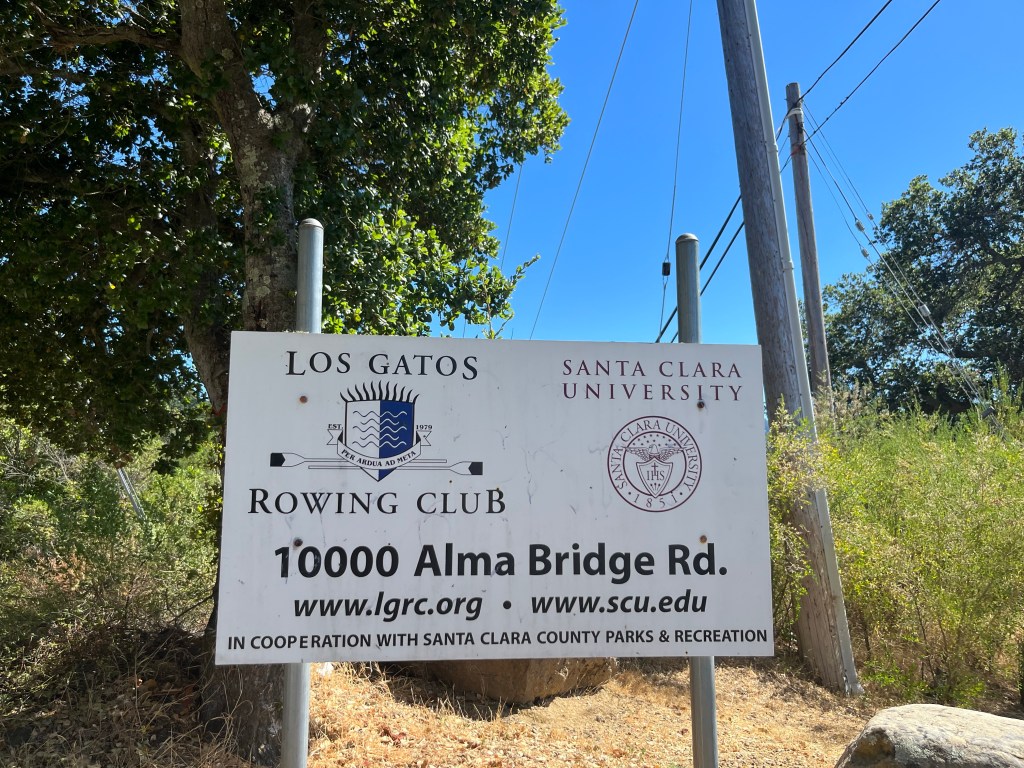 LOS GATOS
EST. 1979
PER ARDUA AD META
ROWING CLUB
SANTA CLARA
UNIVERSITY
SANTA CLARA UNIVERSITY
IHS
· 1851 ·
10000 Alma Bridge Rd.
www.lgrc.org • www.scu.edu
IN COOPERATION WITH SANTA CLARA COUNTY PARKS & RECREATION